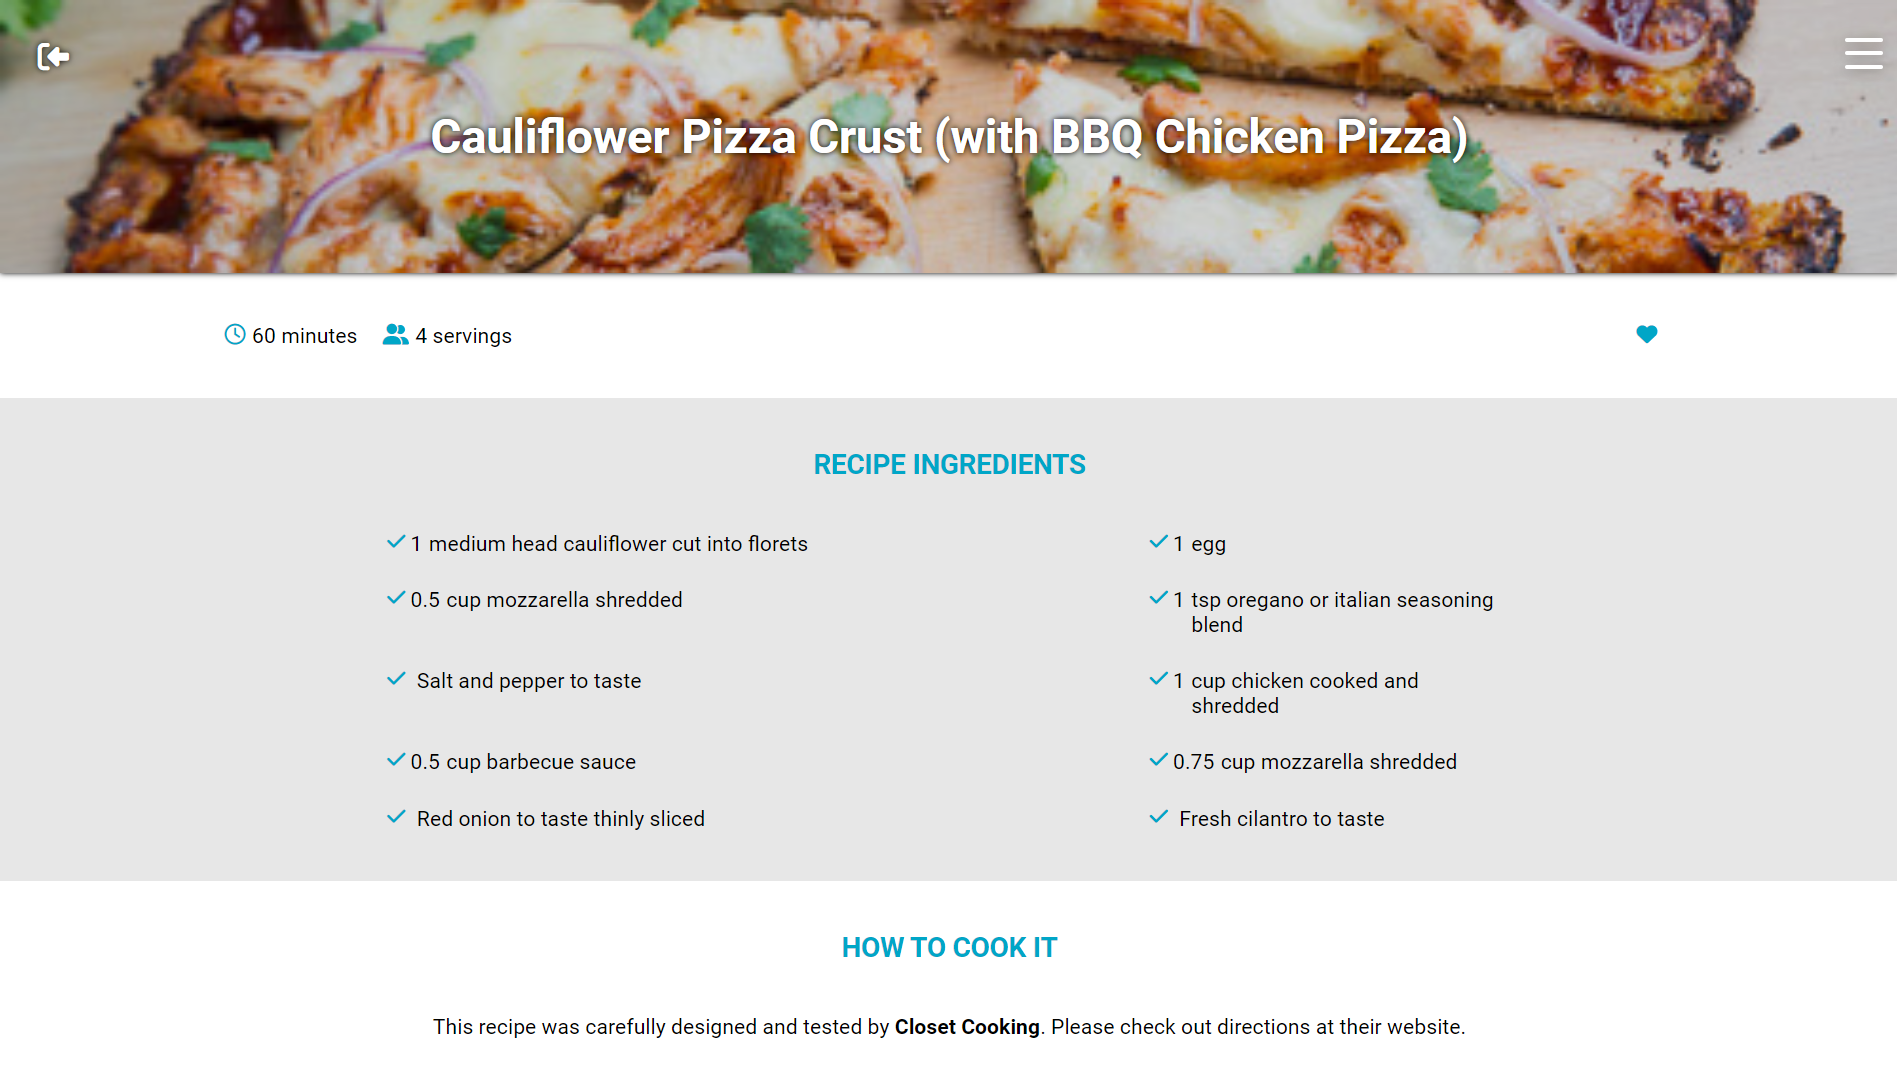 Cauliflower Pizza Crust (with BBQ Chicken Pizza)
60 minutes
4 servings
RECIPE INGREDIENTS
1 medium head cauliflower cut into florets
1 egg
0.5 cup mozzarella shredded
1 tsp oregano or italian seasoning
blend
Salt and pepper to taste
1 cup chicken cooked and
shredded
0.5 cup barbecue sauce
0.75 cup mozzarella shredded
Red onion to taste thinly sliced
Fresh cilantro to taste
HOW TO COOK IT
This recipe was carefully designed and tested by Closet Cooking. Please check out directions at their website.